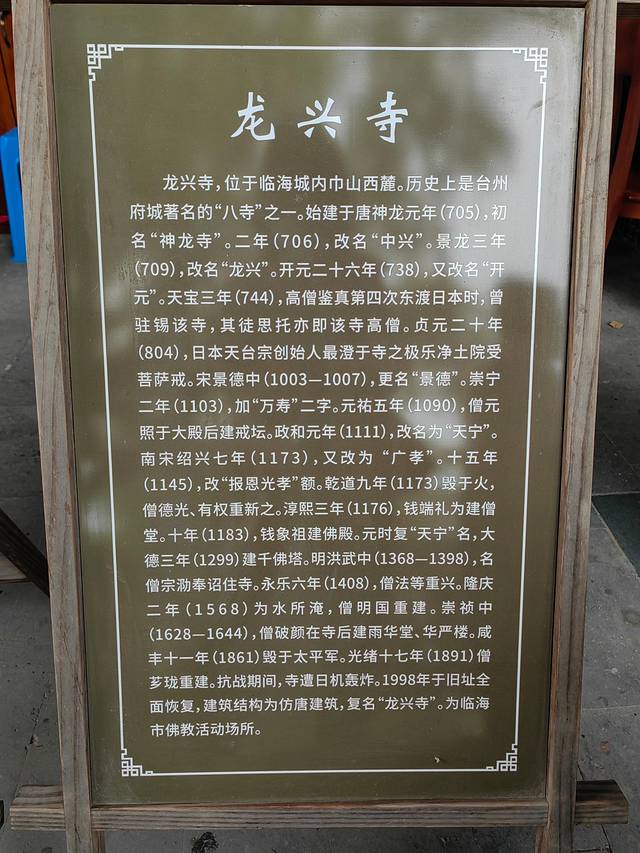 龙兴寺
龙兴寺，位于临海城内巾山西麓。历史上是台州
府城著名的“八寺”之一。始建于唐神龙元年（705），初
名“神龙寺”。二年（706），改名“中兴”。景龙三年
（709），改名“龙兴”。开元二十六年（738），又改名“开
元”。天宝三年（744），高僧鉴真第四次东渡日本时，曾
驻锡该寺，其徒思托亦即该寺高僧。贞元二十年
（804），日本天台宗创始人最澄于寺之极乐净土院受
菩萨戒。宋景德中（1003—1007），更名“景德”。崇宁
二年（1103），加“万寿”二字。元祐五年（1090），僧元
照于大殿后建戒坛。政和元年（1111），改名为“天宁”。
南宋绍兴七年（1173），又改为“广孝”。十五年
（1145），改“报恩光孝”额。乾道九年（1173）毁于火，
僧德光、有权重新之。淳熙三年（1176），钱端礼为建僧
堂。十年（1183），钱象祖建佛殿。元时复“天宁”名，大
德三年（1299）建千佛塔。明洪武中（1368—1398），名
僧宗泐奉诏住寺。永乐六年（1408），僧法等重兴。隆庆
二年（1568）为水所淹，僧明国重建。崇祯中
（1628—1644），僧破颜在寺后建雨华堂、华严楼。咸
丰十一年（1861）毁于太平军。光绪十七年（1891）僧
芗珑重建。抗战期间，寺遭日机轰炸。1998年于旧址全
面恢复，建筑结构为仿唐建筑，复名“龙兴寺”。为临海
市佛教活动场所。